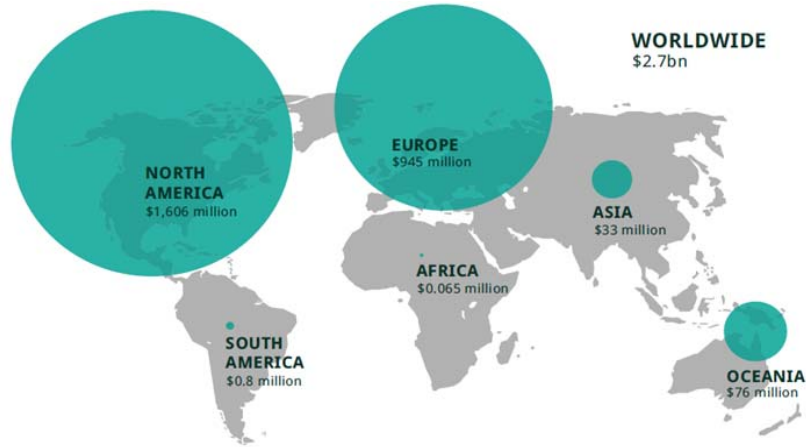 WORLDWIDE
$2.7bn
NORTH
AMERICA
$1,606 million
EUROPE
$945 million
ASIA
$33 million
AFRICA
$0.065 million
SOUTH
AMERICA
$0.8 million
OCEANIA
$76 million